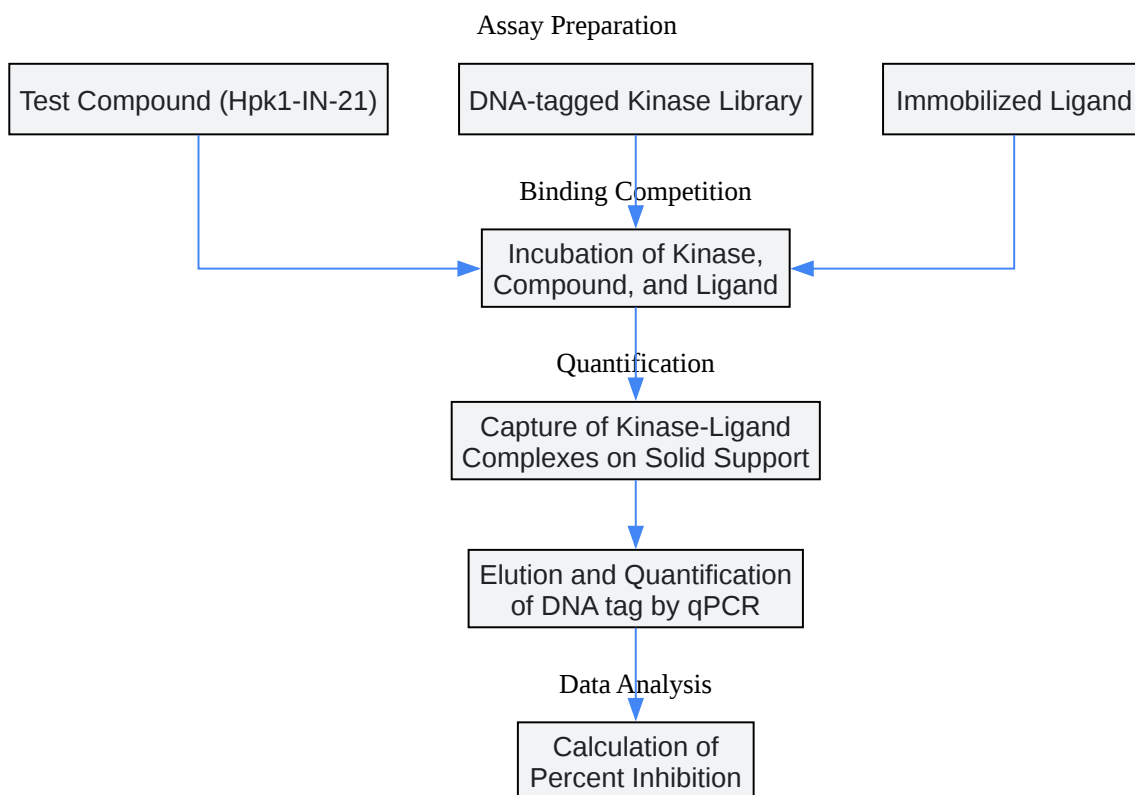 Assay Preparation
Test Compound (Hpk1-IN-21)
DNA-tagged Kinase Library
Immobilized Ligand
Binding Competition
Incubation of Kinase,
Compound, and Ligand
Quantification
Capture of Kinase-Ligand
Complexes on Solid Support
Elution and Quantification
of DNA tag by qPCR
Data Analysis
Calculation of
Percent Inhibition